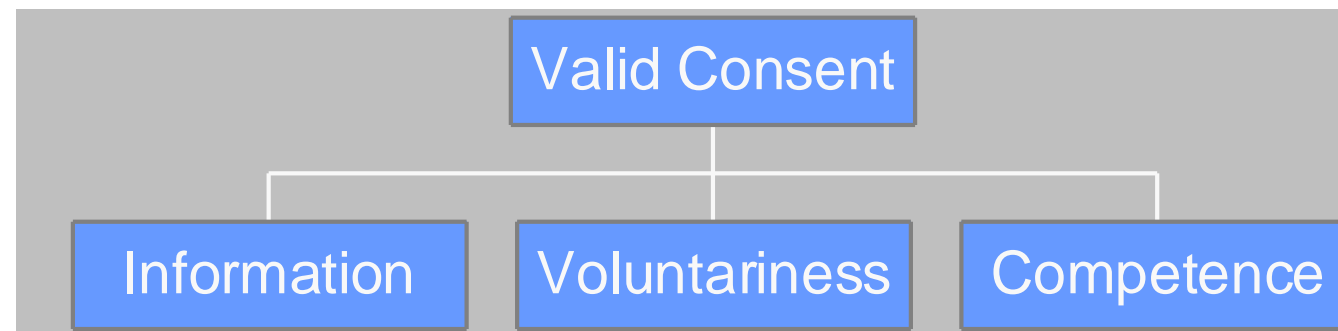 Valid Consent
Information
Voluntariness
Competence